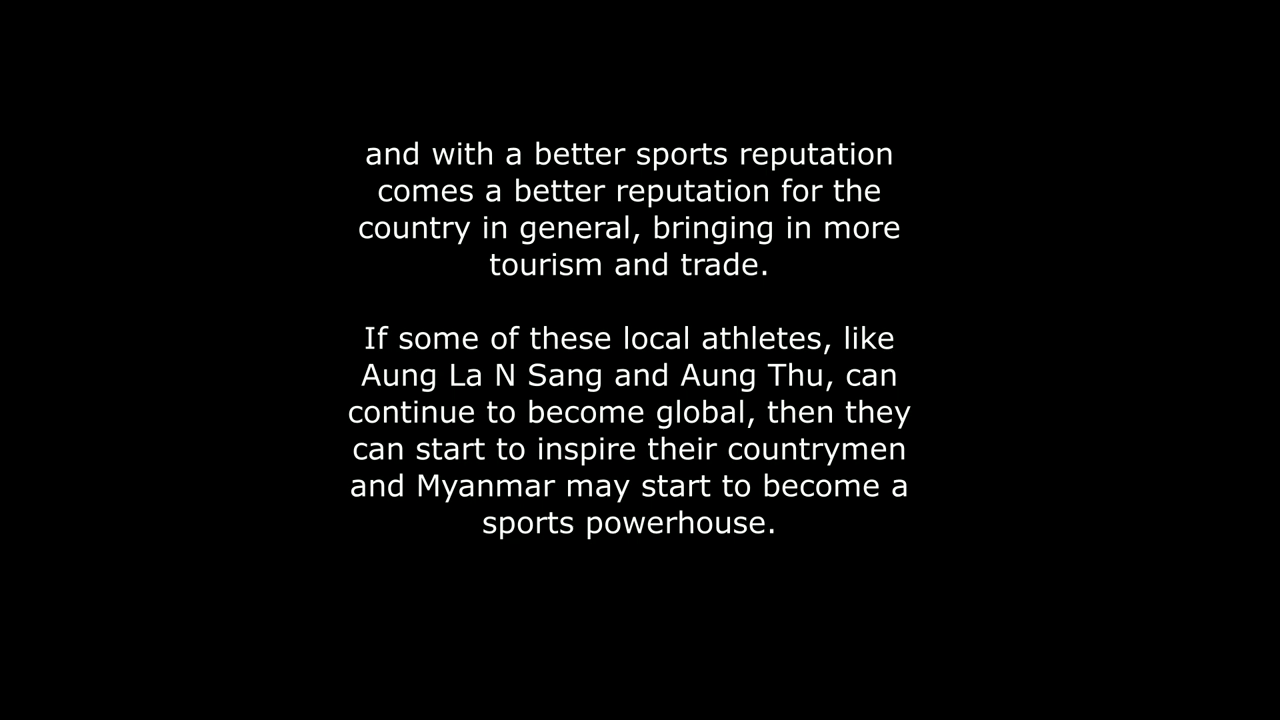 and with a better sports reputation
comes a better reputation for the
country in general, bringing in more
tourism and trade.
If some of these local athletes, like
Aung La N Sang and Aung Thu, can
continue to become global, then they
can start to inspire their countrymen
and Myanmar may start to become a
sports powerhouse.